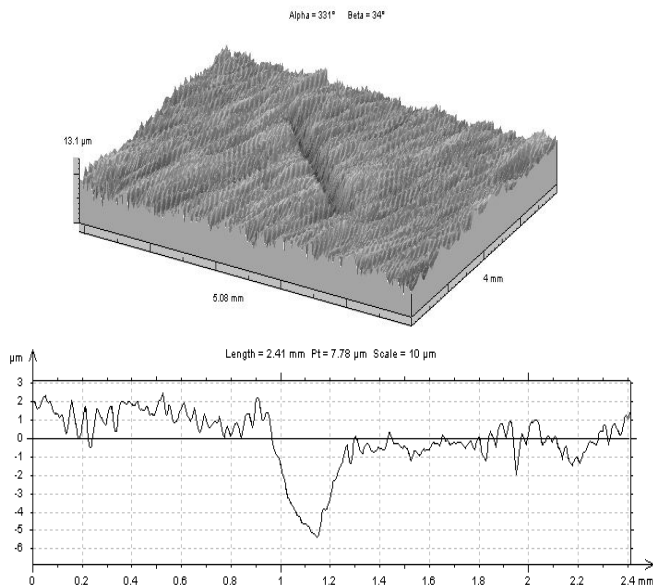 Alpha = 331° Beta = 34°
13.1 µm
5.08 mm
4 mm
µm
Length = 2.41 mm Pt = 7.78 µm Scale = 10 µm
3
2
1
0
-1
-2
-3
-4
-5
-6
0 0.2 0.4 0.6 0.8 1.0 1.2 1.4 1.6 1.8 2.0 2.2 2.4 mm